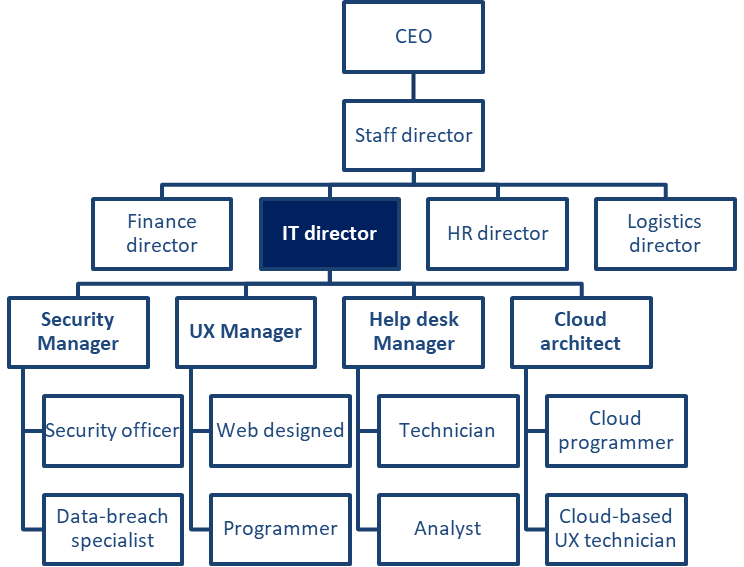 CEO
Staff director
Finance
director
IT director
HR director
Logistics
director
Security
Manager
UX Manager
Help desk
Manager
Cloud
architect
Security officer
Web designed
Technician
Cloud
programmer
Data-breach
specialist
Programmer
Analyst
Cloud-based
UX technician